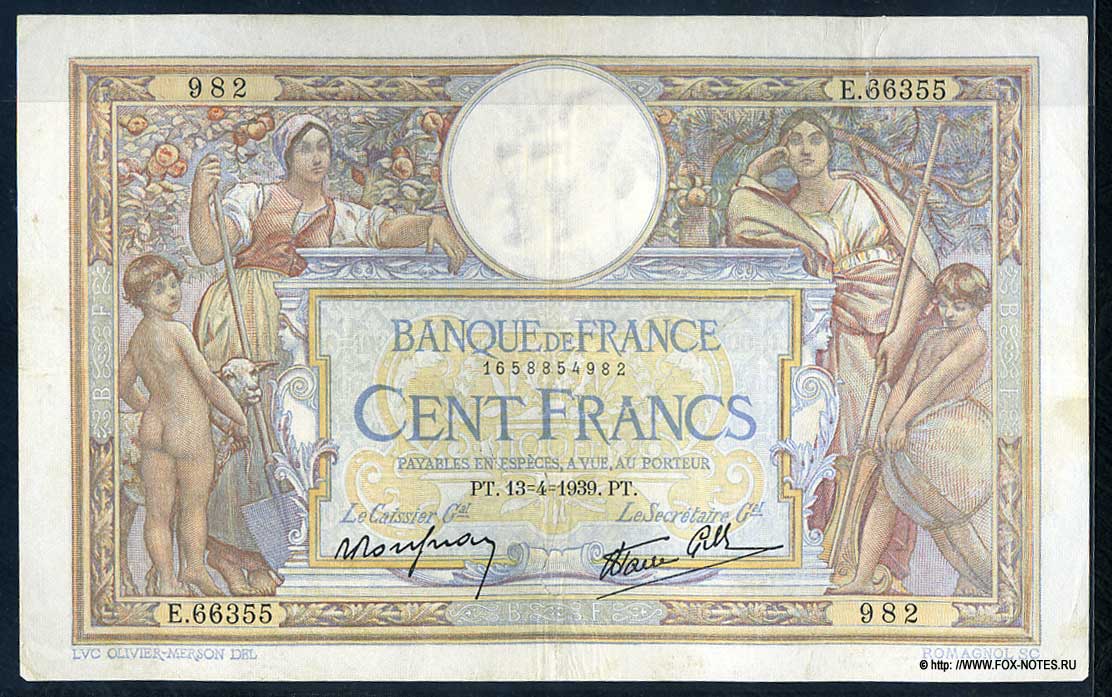 982
E.66355
B F
B F
BANQUE DE FRANCE
1658854982
CENT FRANCS
PAYABLES EN ESPÈCES, A VUE, AU PORTEUR
PT. 13=4=1939. PT.
Le Caissier Gal
Le Secrétaire Gel
E.66355
B F
982
LVC OLIVIER-MERSON DEL
ROMAGNOL SC.
© http: //WWW.FOX-NOTES.RU